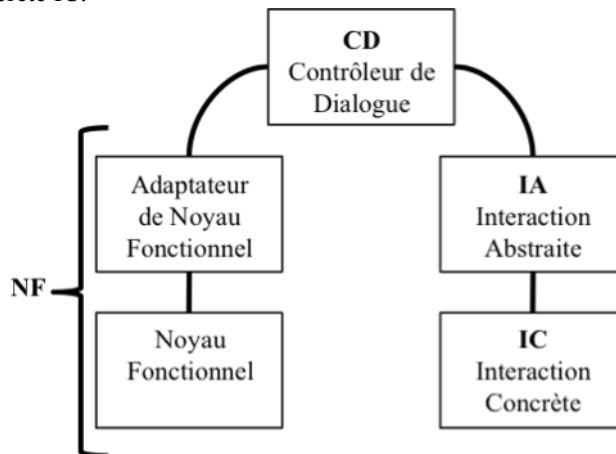 CD
Contrôleur de
Dialogue
Adaptateur
de Noyau
Fonctionnel
IA
Interaction
Abstraite
NF
Noyau
Fonctionnel
IC
Interaction
Concrète